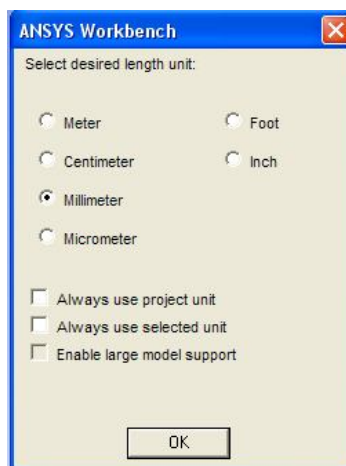 ANSYS Workbench
Select desired length unit:
Meter
Foot
Centimeter
Inch
Millimeter
Micrometer
Always use project unit
Always use selected unit
Enable large model support
OK